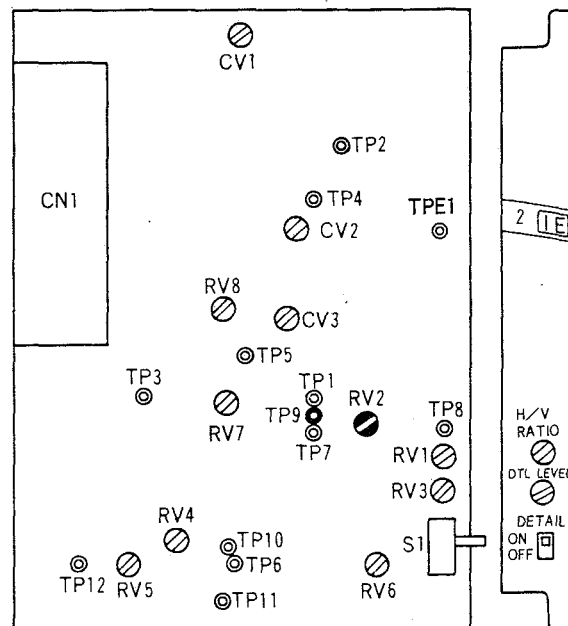 CV1
TP2
CN1
TP4
TPE1
2 IE
CV2
RV8
CV3
TP5
TP3
TP1
RV2
TP9
TP8
H/V
RATIO
RV7
TP7
RV1
DTL LEVEL
RV3
RV4
DETAIL
S1
ON
OFF
TP10
TP6
TP12
RV5
RV6
TP11